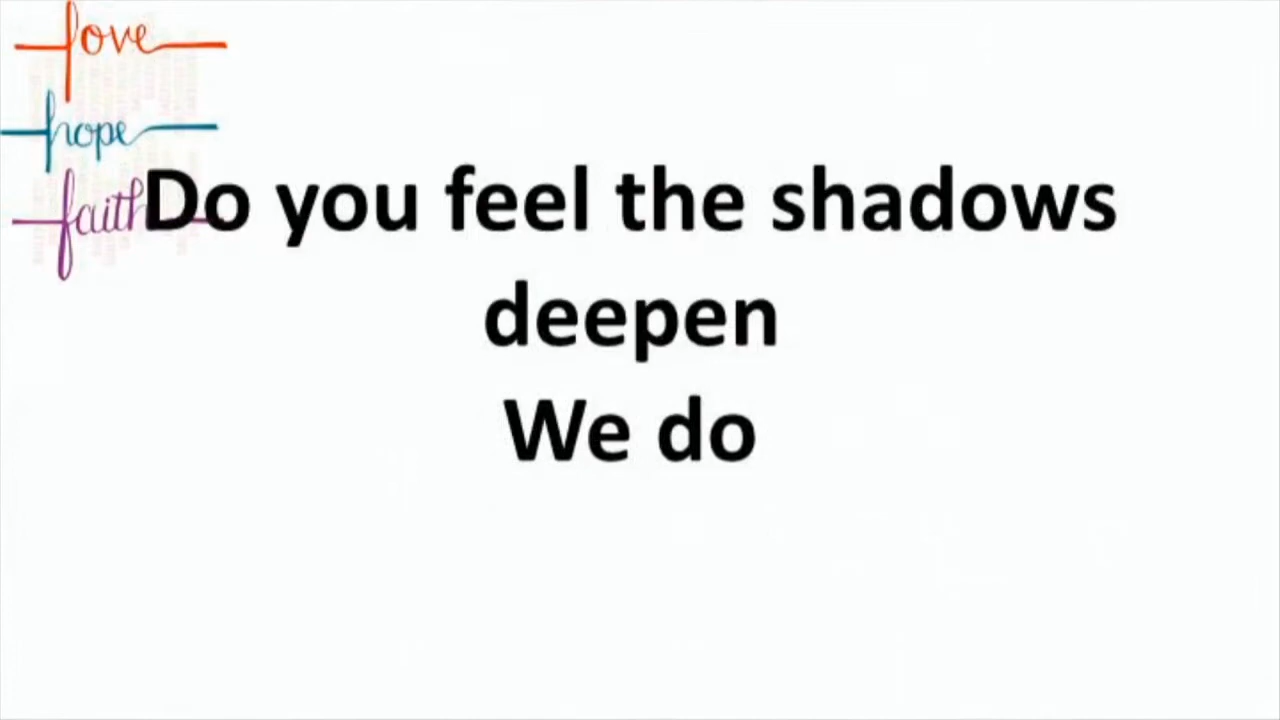 love
hope
faith
Do you feel the shadows
deepen
We do